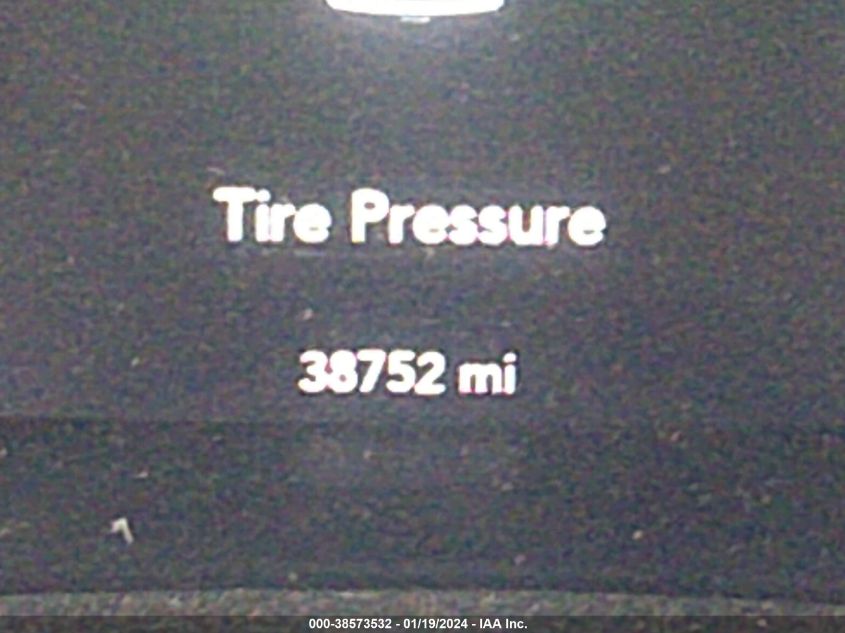 Tire Pressure
38752 mi
000-38573532 - 01/19/2024 - IAA Inc.